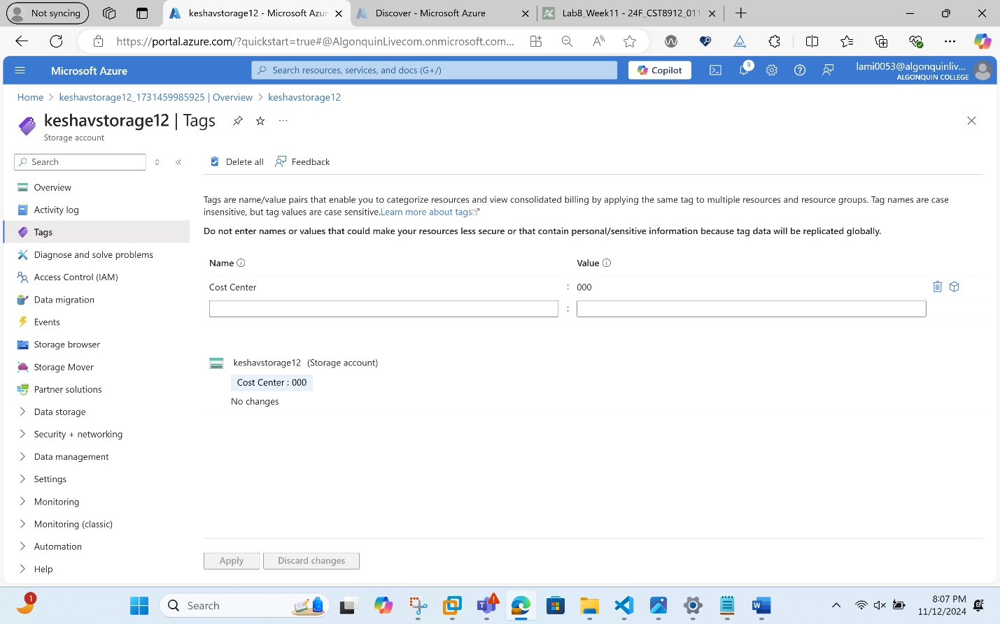 Not syncing
keshavstorage12 - Microsoft Azur
Discover - Microsoft Azure
Lab8_Week11 - 24F_CST8912_011
https://portal.azure.com/?quickstart=true#@AlgonquinLivecom.onmicrosoft.com...
Microsoft Azure
Search resources, services, and docs (G+/)
Copilot
9
lami0053@algonquinliv...
ALGONQUIN COLLEGE
Home > keshavstorage12_1731459985925 | Overview > keshavstorage12
keshavstorage12 | Tags
Storage account
Search
Delete all
Feedback
Overview
Activity log
Tags
Diagnose and solve problems
Access Control (IAM)
Data migration
Events
Storage browser
Storage Mover
Partner solutions
Data storage
Security + networking
Data management
Settings
Monitoring
Monitoring (classic)
Automation
Help
Tags are name/value pairs that enable you to categorize resources and view consolidated billing by applying the same tag to multiple resources and resource groups. Tag names are case
insensitive, but tag values are case sensitive.Learn more about tags
Do not enter names or values that could make your resources less secure or that contain personal/sensitive information because tag data will be replicated globally.
Name
Value
Cost Center : 000
:
keshavstorage12 (Storage account)
Cost Center : 000
No changes
Apply
Discard changes
1
Search
8:07 PM
11/12/2024